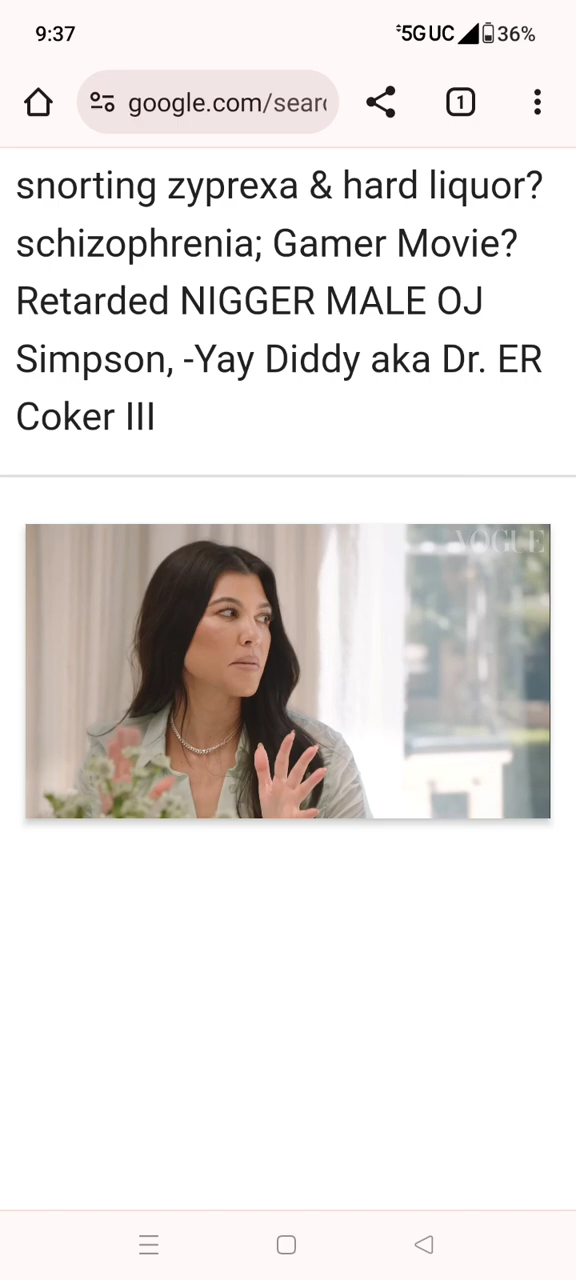 9:37
5G UC 36%
google.com/sear
1
snorting zyprexa & hard liquor?
schizophrenia; Gamer Movie?
Retarded NIGGER MALE OJ
Simpson, -Yay Diddy aka Dr. ER
Coker III
VOGUE